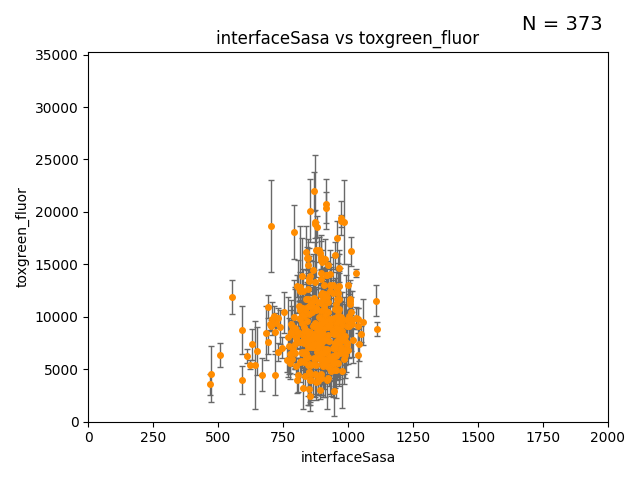 N = 373
interfaceSasa vs toxgreen_fluor
35000
30000
25000
20000
15000
10000
5000
0
toxgreen_fluor
0 250 500 750 1000 1250 1500 1750 2000
interfaceSasa